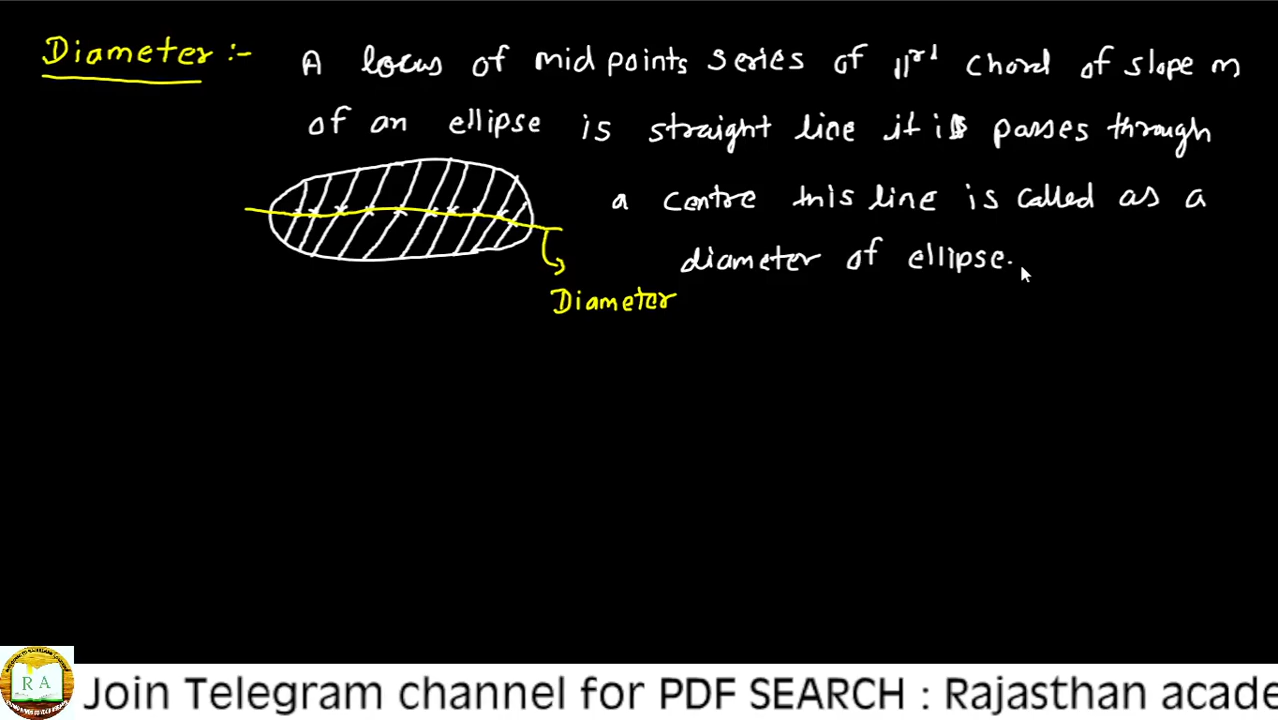 Diameter :- A locus of mid points series of ||rd chord of slope m
of an ellipse is straight line it is passes through
a centre this line is called as a
diameter of ellipse.
Diameter
R A
Join Telegram channel for PDF SEARCH : Rajasthan acade